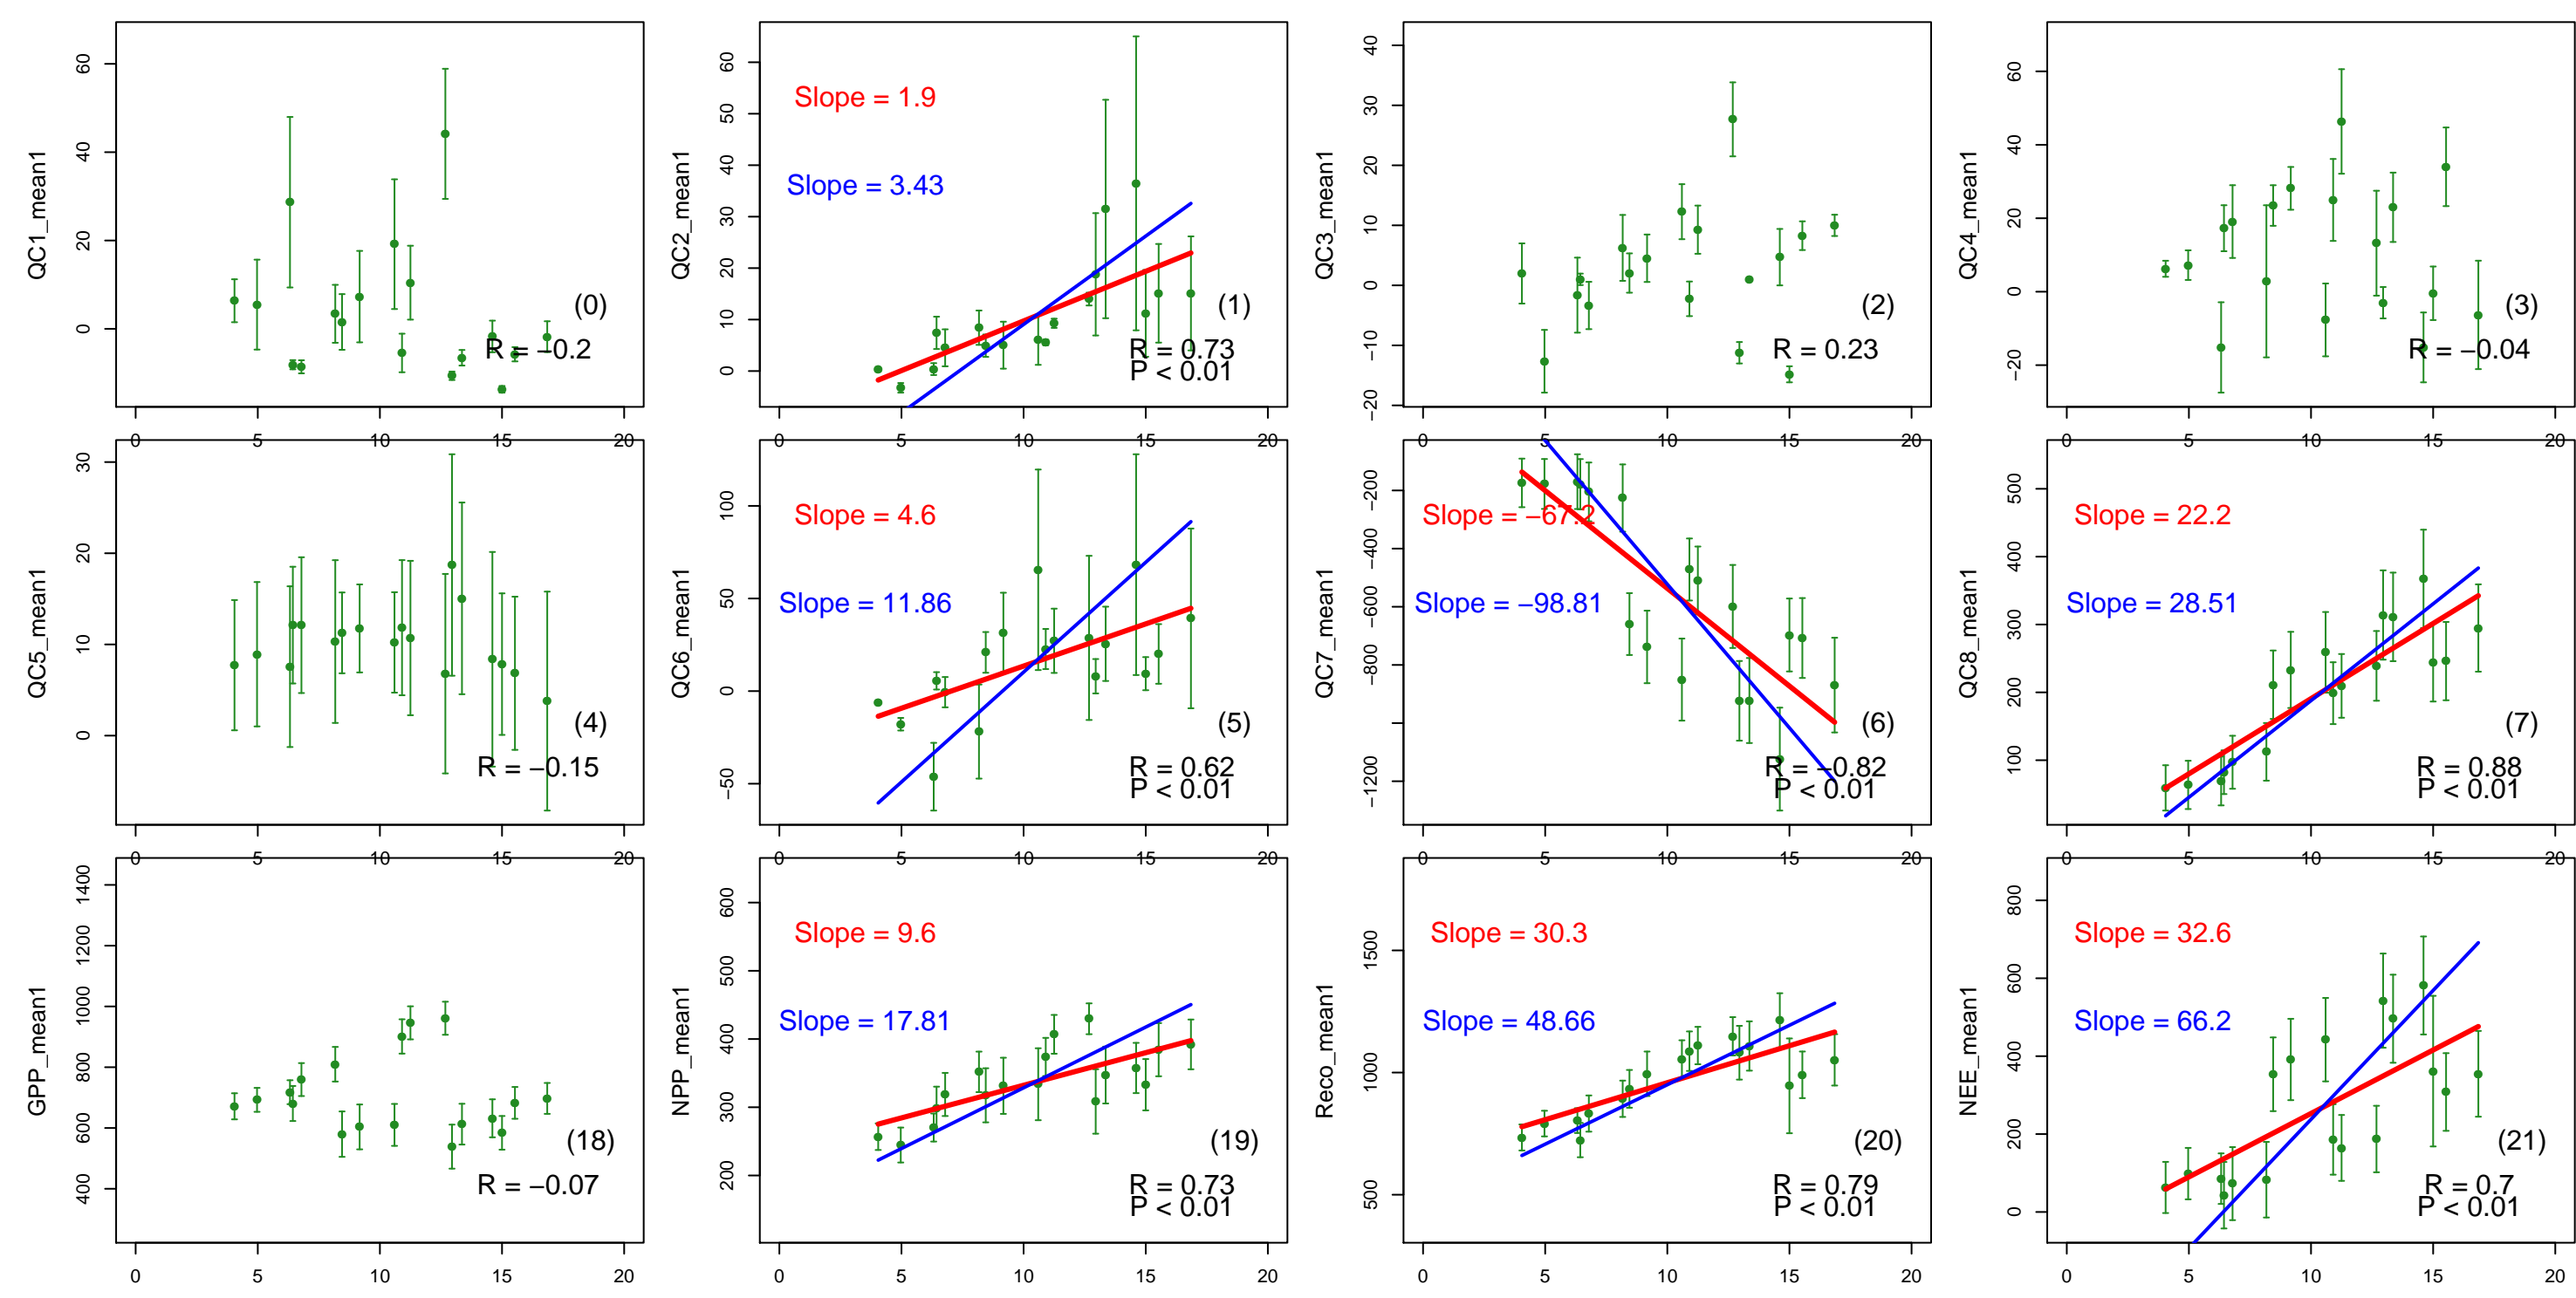 QC1_mean1
0 20 40 60
(0)
R = −0.2
0 5 10 15 20
QC2_mean1
0 10 20 30 40 50 60
Slope = 1.9
Slope = 3.43
(1)
R = 0.73
P < 0.01
0 5 10 15 20
QC3_mean1
−20 −10 0 10 20 30 40
(2)
R = 0.23
0 5 10 15 20
QC4_mean1
−20 0 20 40 60
(3)
R = −0.04
0 5 10 15 20
QC5_mean1
0 10 20 30
(4)
R = −0.15
0 5 10 15 20
QC6_mean1
−50 0 50 100
Slope = 4.6
Slope = 11.86
(5)
R = 0.62
P < 0.01
0 5 10 15 20
QC7_mean1
−1200 −800 −600 −400 −200
Slope = −67.2
Slope = −98.81
(6)
R = −0.82
P < 0.01
0 5 10 15 20
QC8_mean1
100 200 300 400 500
Slope = 22.2
Slope = 28.51
(7)
R = 0.88
P < 0.01
0 5 10 15 20
GPP_mean1
400 600 800 1000 1200 1400
(18)
R = −0.07
0 5 10 15 20
NPP_mean1
200 300 400 500 600
Slope = 9.6
Slope = 17.81
(19)
R = 0.73
P < 0.01
0 5 10 15 20
Reco_mean1
500 1000 1500
Slope = 30.3
Slope = 48.66
(20)
R = 0.79
P < 0.01
0 5 10 15 20
NEE_mean1
0 200 400 600 800
Slope = 32.6
Slope = 66.2
(21)
R = 0.7
P < 0.01
0 5 10 15 20